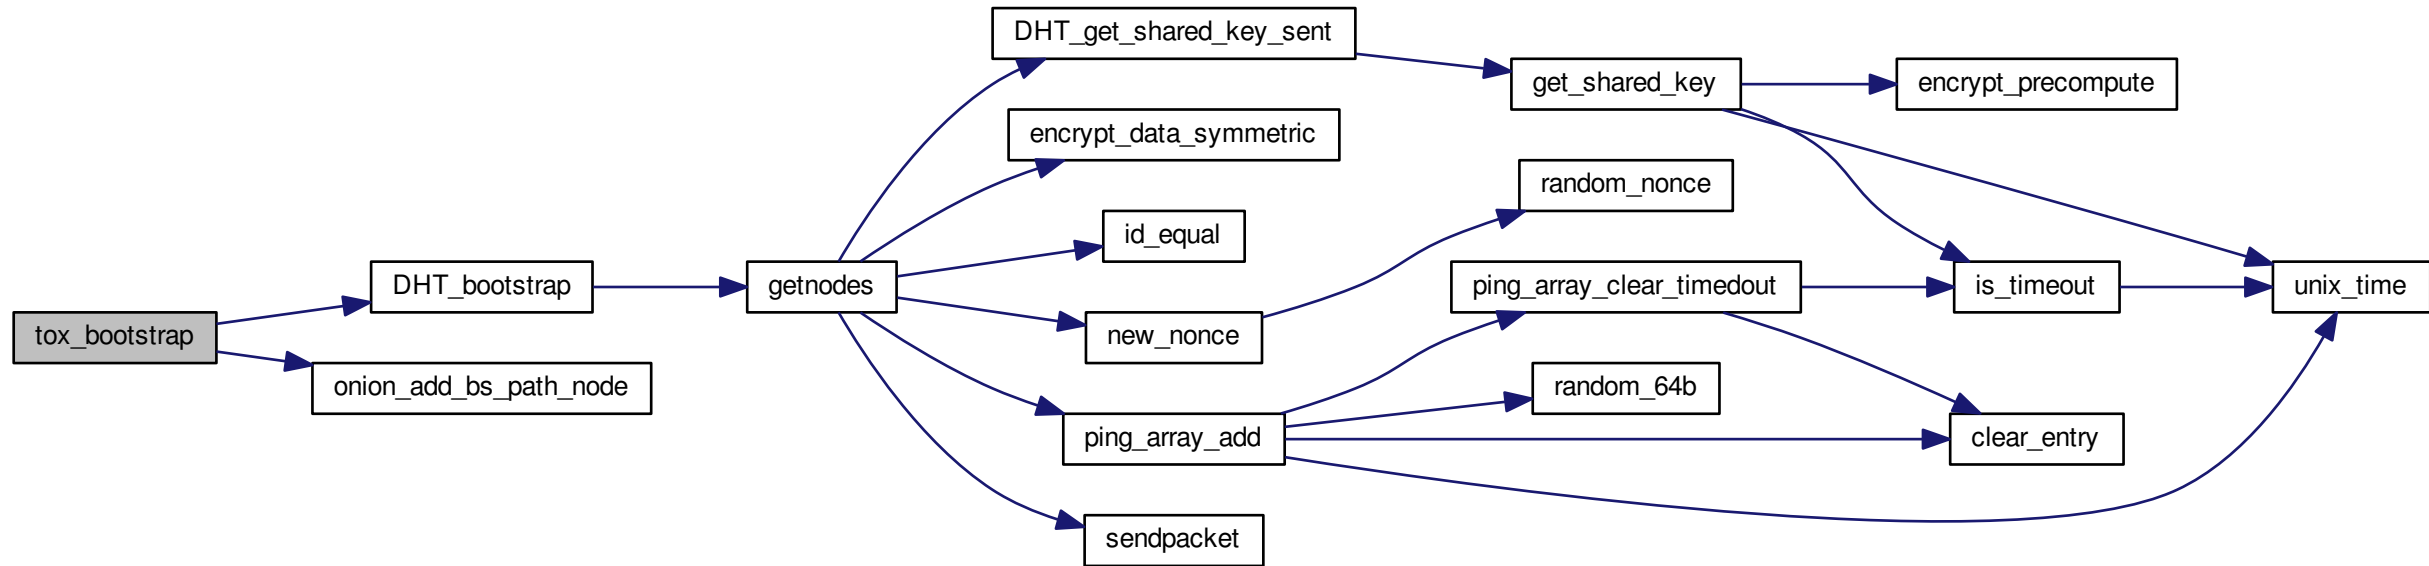 DHT_get_shared_key_sent
get_shared_key
encrypt_precompute
encrypt_data_symmetric
random_nonce
id_equal
DHT_bootstrap
getnodes
ping_array_clear_timedout
is_timeout
unix_time
tox_bootstrap
new_nonce
onion_add_bs_path_node
random_64b
ping_array_add
clear_entry
sendpacket